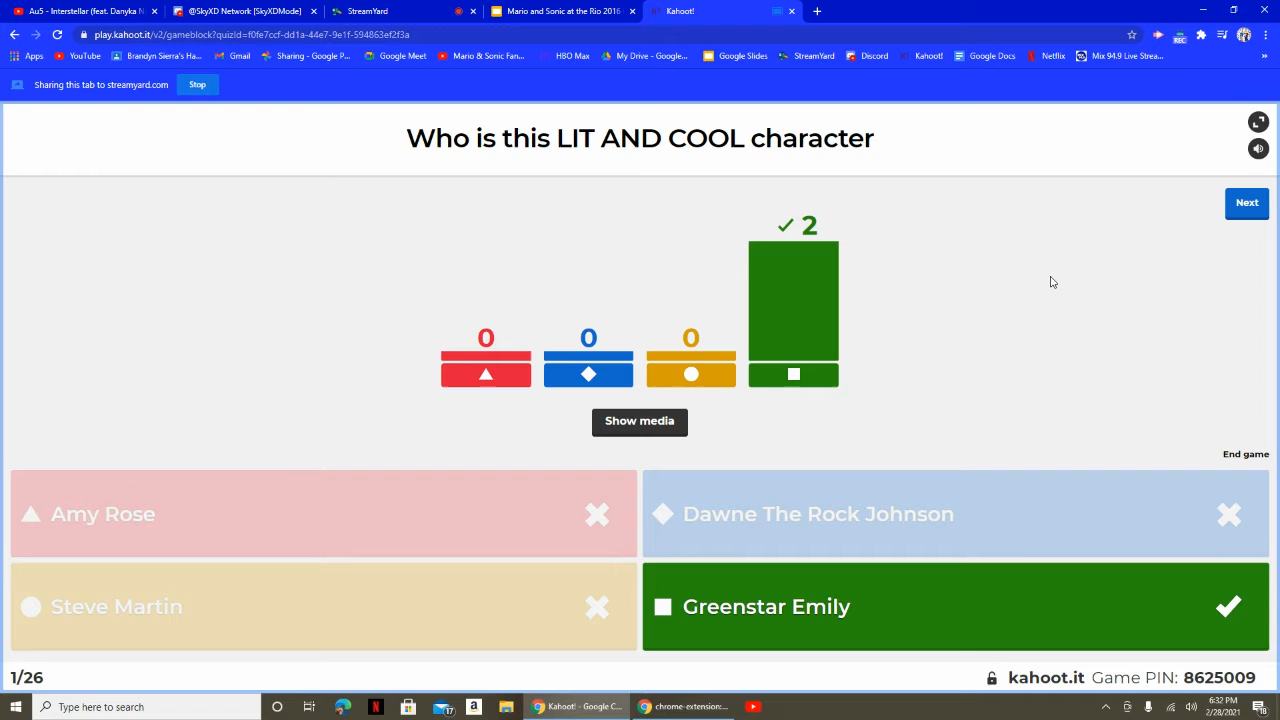 Au5 - Interstellar (feat. Danyka N
@SkyXD Network [SkyXDMode]
StreamYard
Mario and Sonic at the Rio 2016
Kahoot!
play.kahoot.it/v2/gameblock?quizId=f0fe7ccf-dd1a-44e7-9e1f-594863ef2f3a
REC
Apps
YouTube
Brandyn Sierra's Ha...
Gmail
Sharing - Google P...
Google Meet
Mario & Sonic Fan...
HBO Max
My Drive - Google...
Google Slides
StreamYard
Discord
Kahoot!
Google Docs
Netflix
Mix 94.9 Live Strea...
»
Sharing this tab to streamyard.com
Stop
Who is this LIT AND COOL character
Next
2
0
0
0
Show media
End game
Amy Rose
Dawne The Rock Johnson
Steve Martin
Greenstar Emily
1/26
kahoot.it Game PIN: 8625009
Type here to search
17
Kahoot! - Google C...
chrome-extension:...
6:32 PM
2/28/2021
18